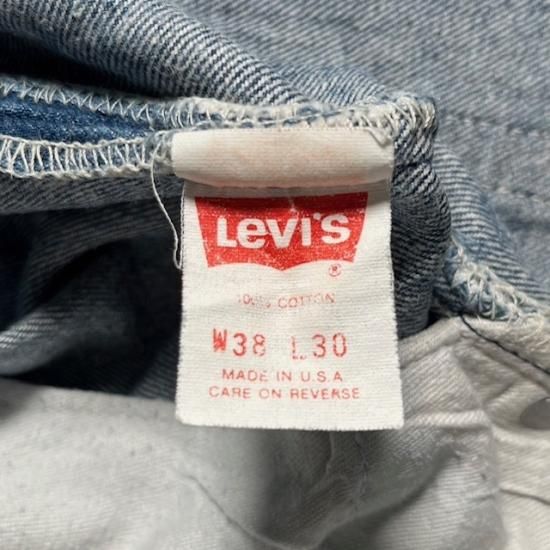 LeVI'S
®
100% COTTON
W38 L30
MADE IN U.S.A
CARE ON REVERSE